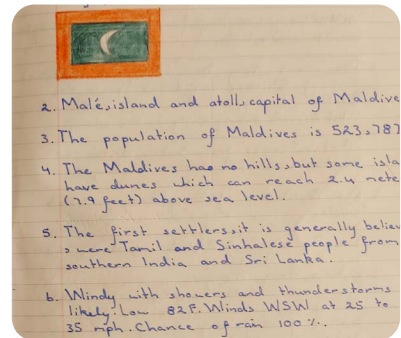 2. Malé, island and atoll, capital of Maldive
3. The population of Maldives is 523,787
4. The Maldives has no hills, but some isla
have dunes which can reach 2.4 mete
(7.9 feet) above sea level.
5. The first settlers, it is generally believ
, were Tamil and Sinhalese people from
southern India and Sri Lanka.
6. Windy with showers and thunderstorms
likely. Low 82F. Winds WSW at 25 to
35 mph. Chance of rain 100%.